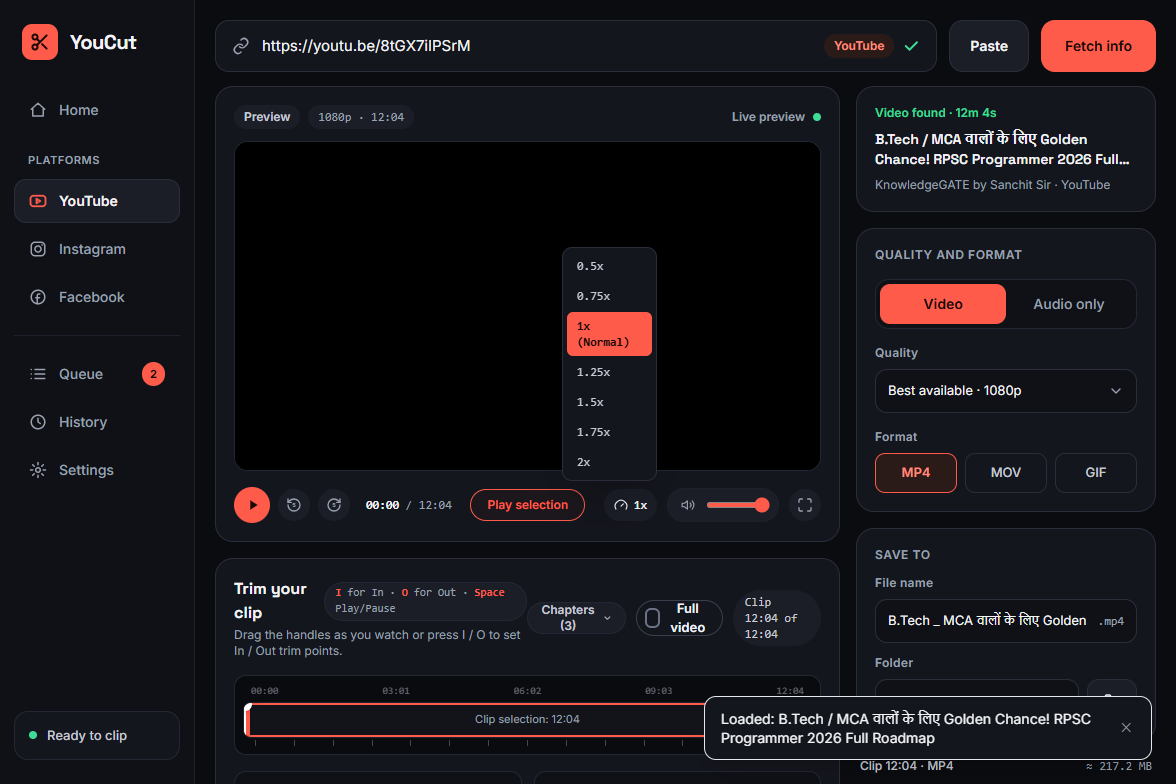 YouCut
https://youtu.be/8tGX7iIPSrM
YouTube
Paste
Fetch info
Home
PLATFORMS
YouTube
Instagram
Facebook
Queue
2
History
Settings
Ready to clip
Preview
1080p · 12:04
Live preview
0.5x
0.75x
1x
(Normal)
1.25x
1.5x
1.75x
2x
5
5
00:00 / 12:04
Play selection
1x
Trim your
clip
I for In · O for Out · Space
Play/Pause
Drag the handles as you watch or press I / O to set
In / Out trim points.
Chapters
(3)
Full
video
Clip
12:04 of
12:04
00:00
03:01
06:02
09:03
12:04
Clip selection: 12:04
Video found · 12m 4s
B.Tech / MCA वालों के लिए Golden
Chance! RPSC Programmer 2026 Full…
KnowledgeGATE by Sanchit Sir · YouTube
QUALITY AND FORMAT
Video
Audio only
Quality
Best available · 1080p
Format
MP4
MOV
GIF
SAVE TO
File name
B.Tech _ MCA वालों के लिए Golden
.mp4
Folder
Loaded: B.Tech / MCA वालों के लिए Golden Chance! RPSC
Programmer 2026 Full Roadmap
Clip 12:04 · MP4
≈ 217.2 MB